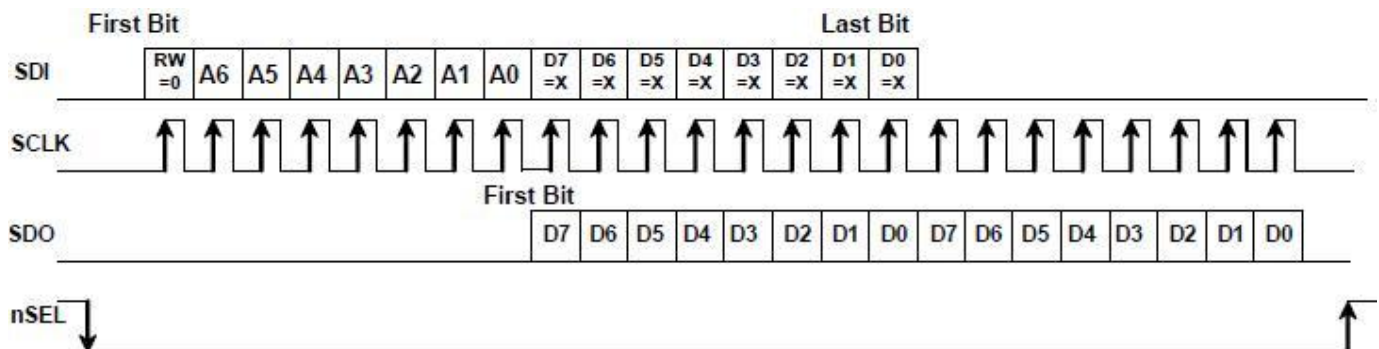 First Bit Last Bit
SDI RW =0 A6 A5 A4 A3 A2 A1 A0 D7 =X D6 =X D5 =X D4 =X D3 =X D2 =X D1 =X D0 =X
SCLK
First Bit
SDO D7 D6 D5 D4 D3 D2 D1 D0 D7 D6 D5 D4 D3 D2 D1 D0
nSEL